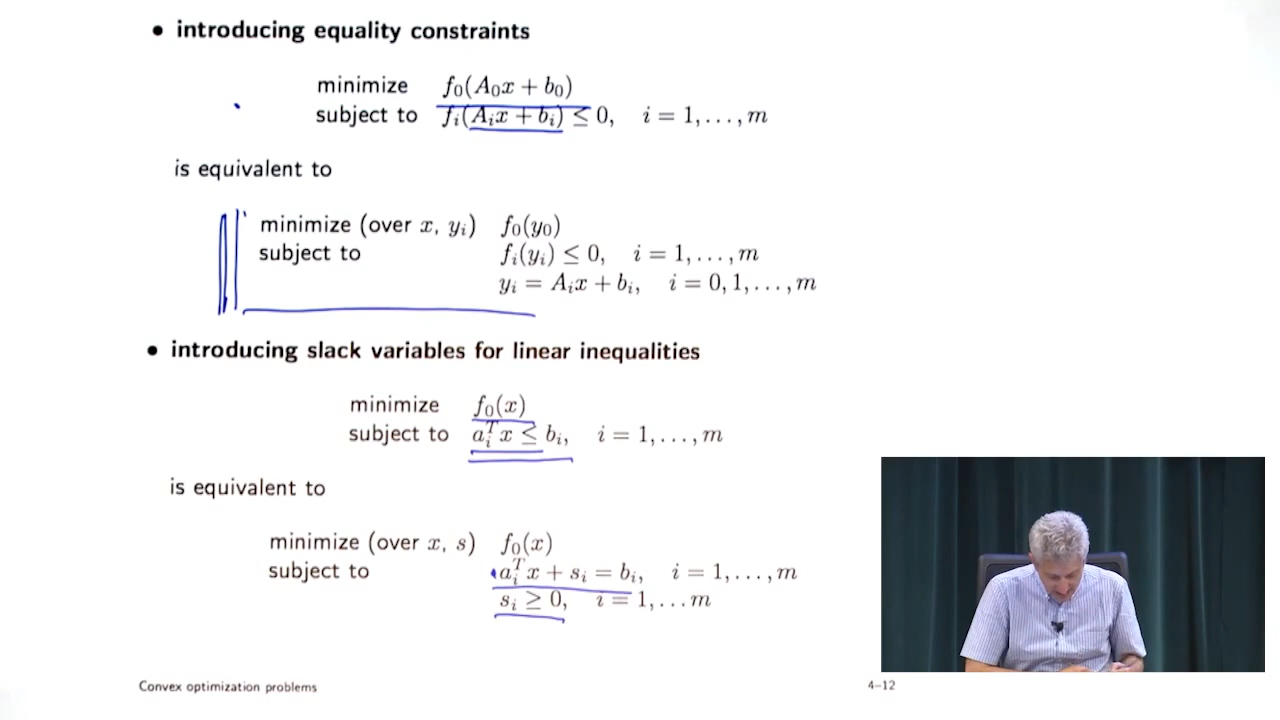 • introducing equality constraints
minimize f₀(A₀x + b₀)
subject to fᵢ(Aᵢx + bᵢ) ≤ 0, i = 1, . . . , m
is equivalent to
minimize (over x, yᵢ) f₀(y₀)
subject to fᵢ(yᵢ) ≤ 0, i = 1, . . . , m
yᵢ = Aᵢx + bᵢ, i = 0, 1, . . . , m
• introducing slack variables for linear inequalities
minimize f₀(x)
subject to aᵢᵀx ≤ bᵢ, i = 1, . . . , m
is equivalent to
minimize (over x, s) f₀(x)
subject to aᵢᵀx + sᵢ = bᵢ, i = 1, . . . , m
sᵢ ≥ 0, i = 1, . . . m
Convex optimization problems 4–12